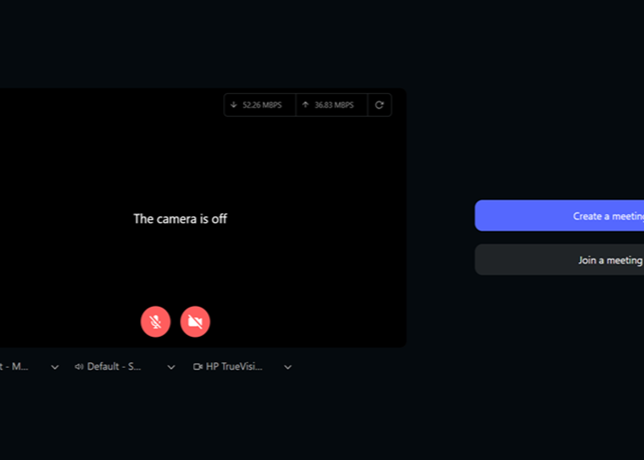 52.26 MBPS 36.83 MBPS
The camera is off
Create a meeting
Join a meeting
t - M... Default - S... HP TrueVisi...